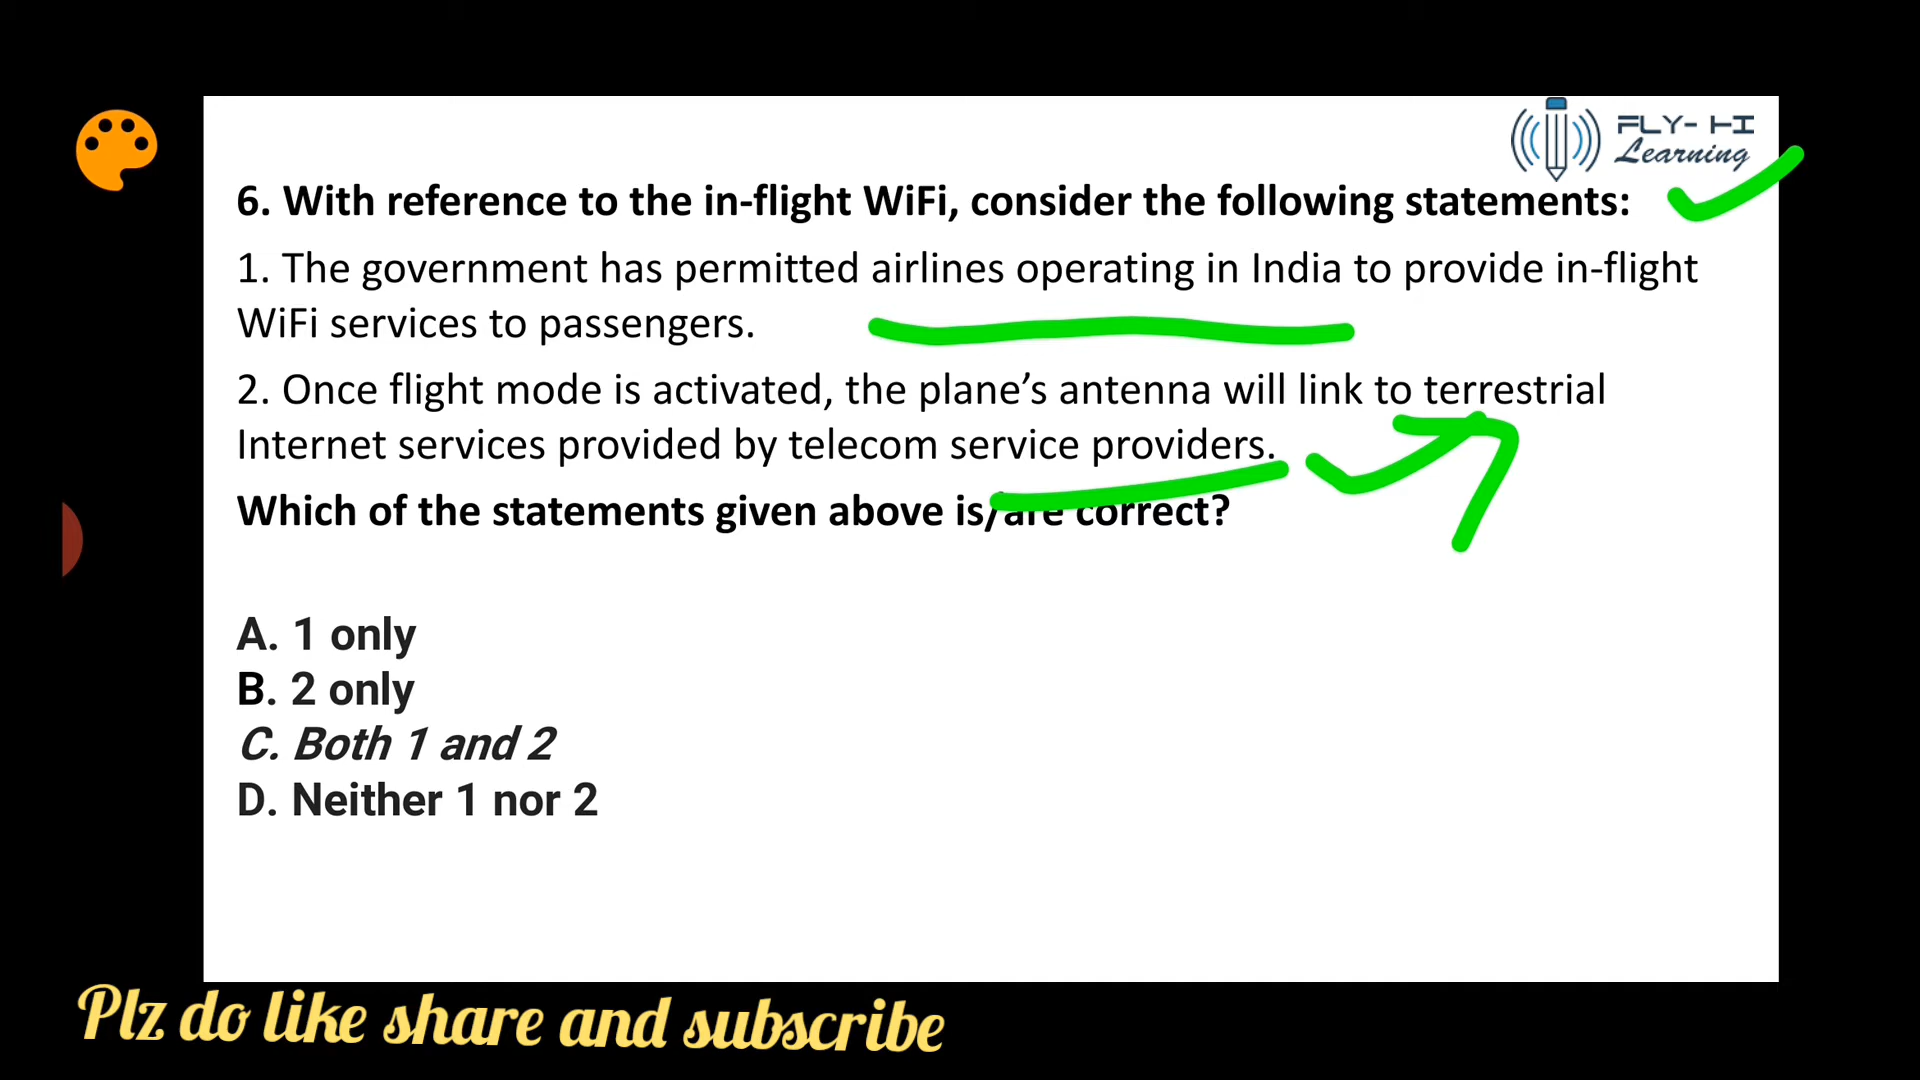 FLY-HI
Learning
6. With reference to the in-flight WiFi, consider the following statements:
1. The government has permitted airlines operating in India to provide in-flight
WiFi services to passengers.
2. Once flight mode is activated, the plane’s antenna will link to terrestrial
Internet services provided by telecom service providers.
Which of the statements given above is/are correct?
A. 1 only
B. 2 only
C. Both 1 and 2
D. Neither 1 nor 2
Plz do like share and subscribe